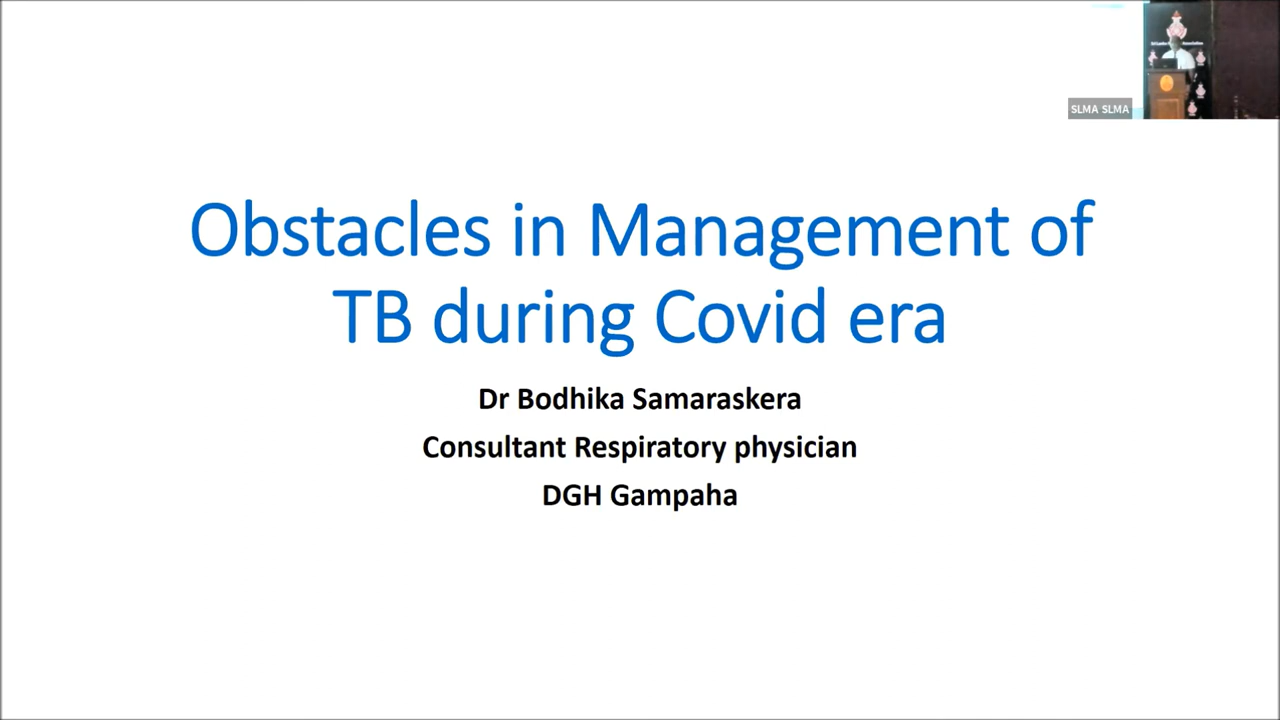 SLMA SLMA
Obstacles in Management of
TB during Covid era
Dr Bodhika Samaraskera
Consultant Respiratory physician
DGH Gampaha